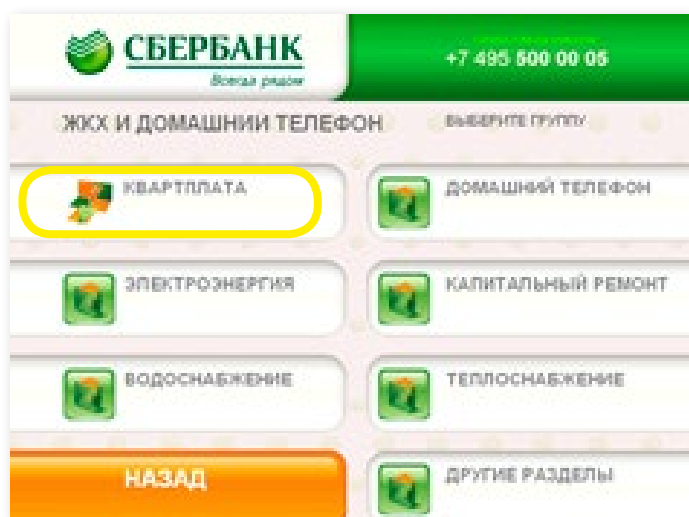 СБЕРБАНК
Всегда рядом
+7 495 500 00 05
ЖКХ И ДОМАШНИИ ТЕЛЕФОН
ВЫБЕРИТЕ ГРУППУ
КВАРТПЛАТА
ДОМАШНИЙ ТЕЛЕФОН
ЭЛЕКТРОЭНЕРГИЯ
КАПИТАЛЬНЫЙ РЕМОНТ
ВОДОСНАБЖЕНИЕ
ТЕПЛОСНАБЖЕНИЕ
НАЗАД
ДРУГИЕ РАЗДЕЛЫ